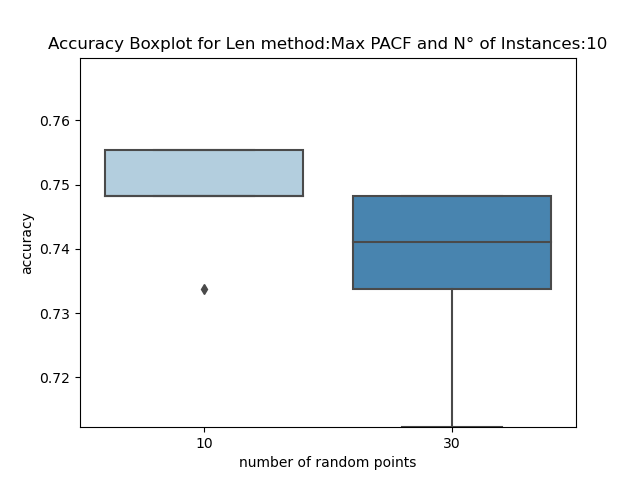 Accuracy Boxplot for Len method:Max PACF and N° of Instances:10
0.76
0.75
0.74
0.73
0.72
accuracy
10
30
number of random points